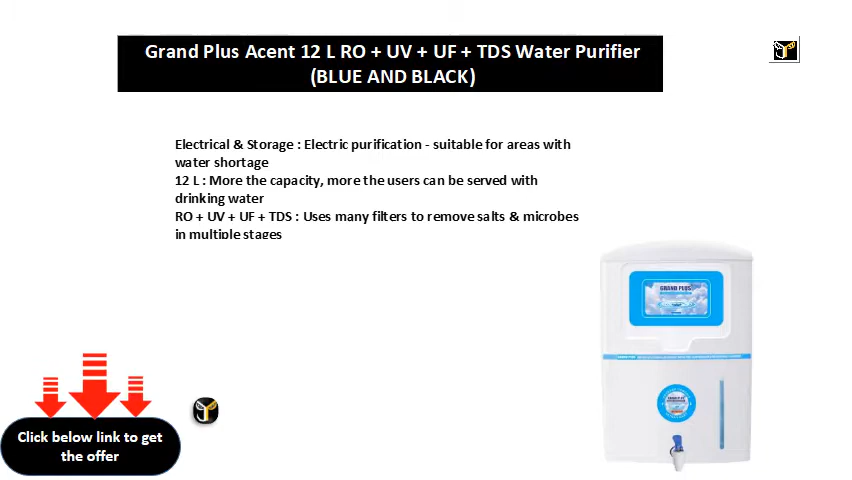 Grand Plus Acent 12 L RO + UV + UF + TDS Water Purifier
(BLUE AND BLACK)
Electrical & Storage : Electric purification - suitable for areas with
water shortage
12 L : More the capacity, more the users can be served with
drinking water
RO + UV + UF + TDS : Uses many filters to remove salts & microbes
in multiple stages
GRAND PLUS
Click below link to get
the offer